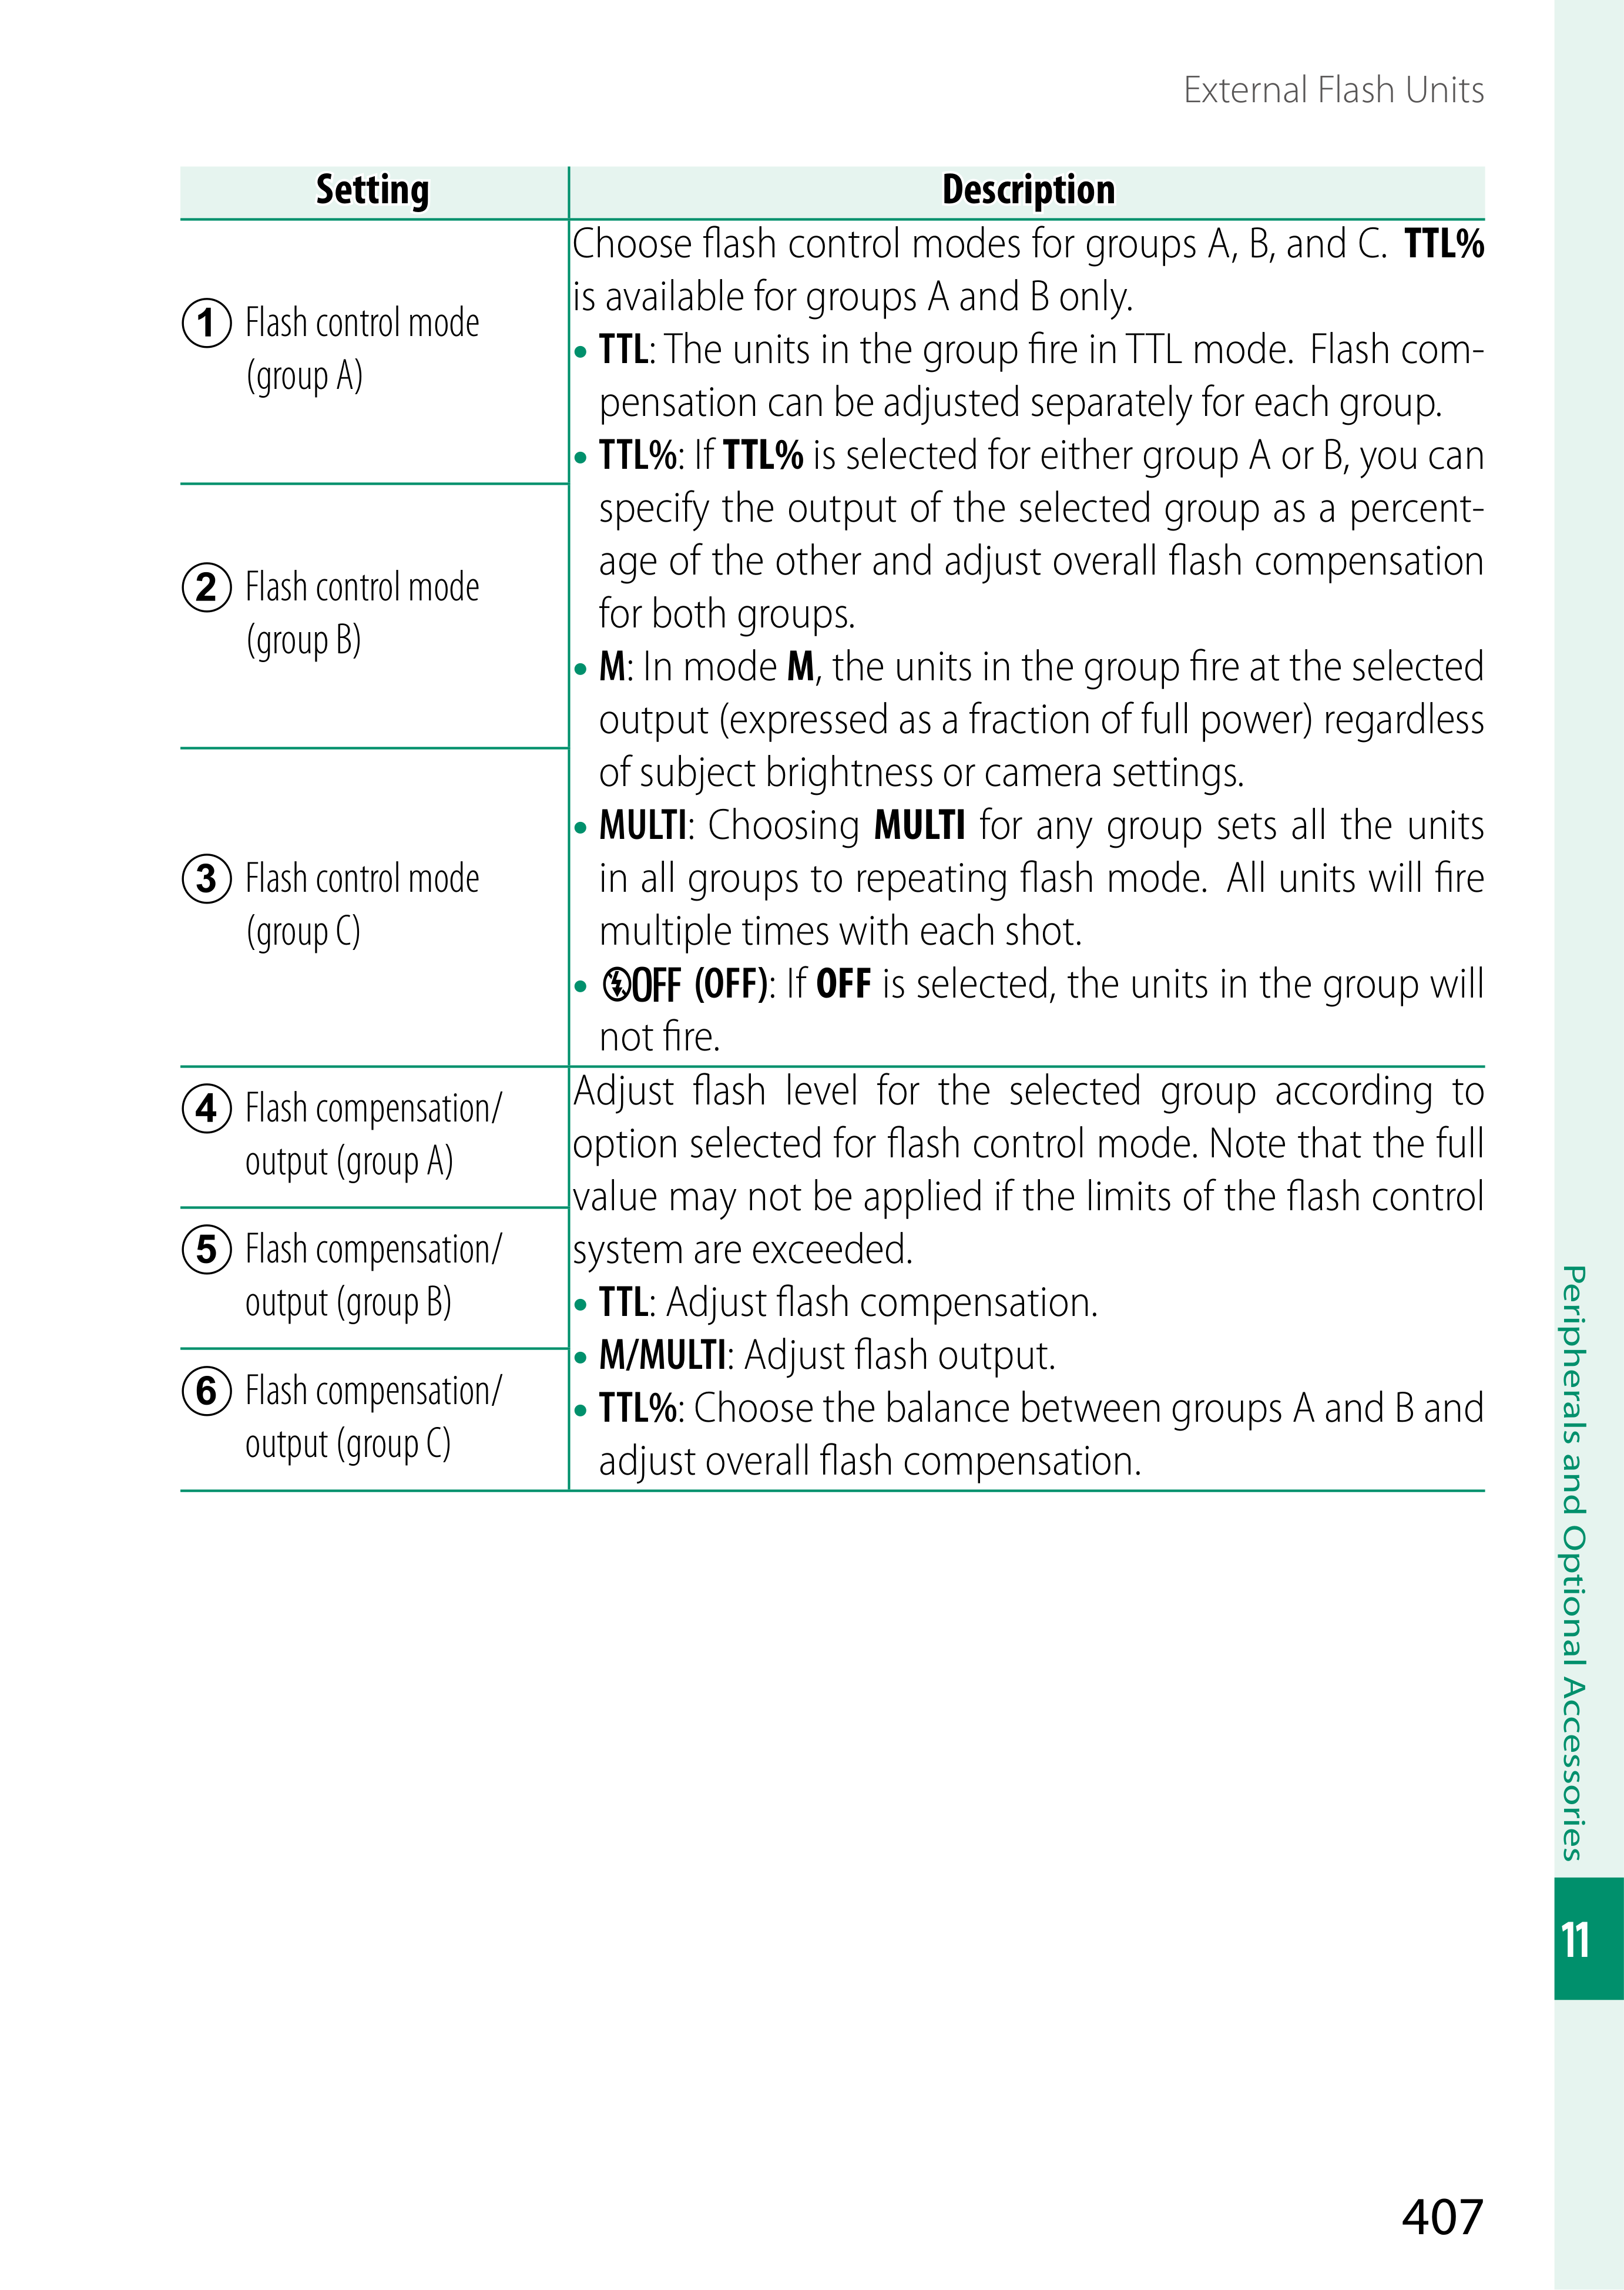 External Flash Units
Setting
Description
① Flash control mode
(group A)
② Flash control mode
(group B)
③ Flash control mode
(group C)
Choose flash control modes for groups A, B, and C. TTL%
is available for groups A and B only.
• TTL: The units in the group fire in TTL mode. Flash com-
pensation can be adjusted separately for each group.
• TTL%: If TTL% is selected for either group A or B, you can
specify the output of the selected group as a percent-
age of the other and adjust overall flash compensation
for both groups.
• M: In mode M, the units in the group fire at the selected
output (expressed as a fraction of full power) regardless
of subject brightness or camera settings.
• MULTI: Choosing MULTI for any group sets all the units
in all groups to repeating flash mode. All units will fire
multiple times with each shot.
• OFF (OFF): If OFF is selected, the units in the group will
not fire.
④ Flash compensation/
output (group A)
⑤ Flash compensation/
output (group B)
⑥ Flash compensation/
output (group C)
Adjust flash level for the selected group according to
option selected for flash control mode. Note that the full
value may not be applied if the limits of the flash control
system are exceeded.
• TTL: Adjust flash compensation.
• M/MULTI: Adjust flash output.
• TTL%: Choose the balance between groups A and B and
adjust overall flash compensation.
Peripherals and Optional Accessories
11
407